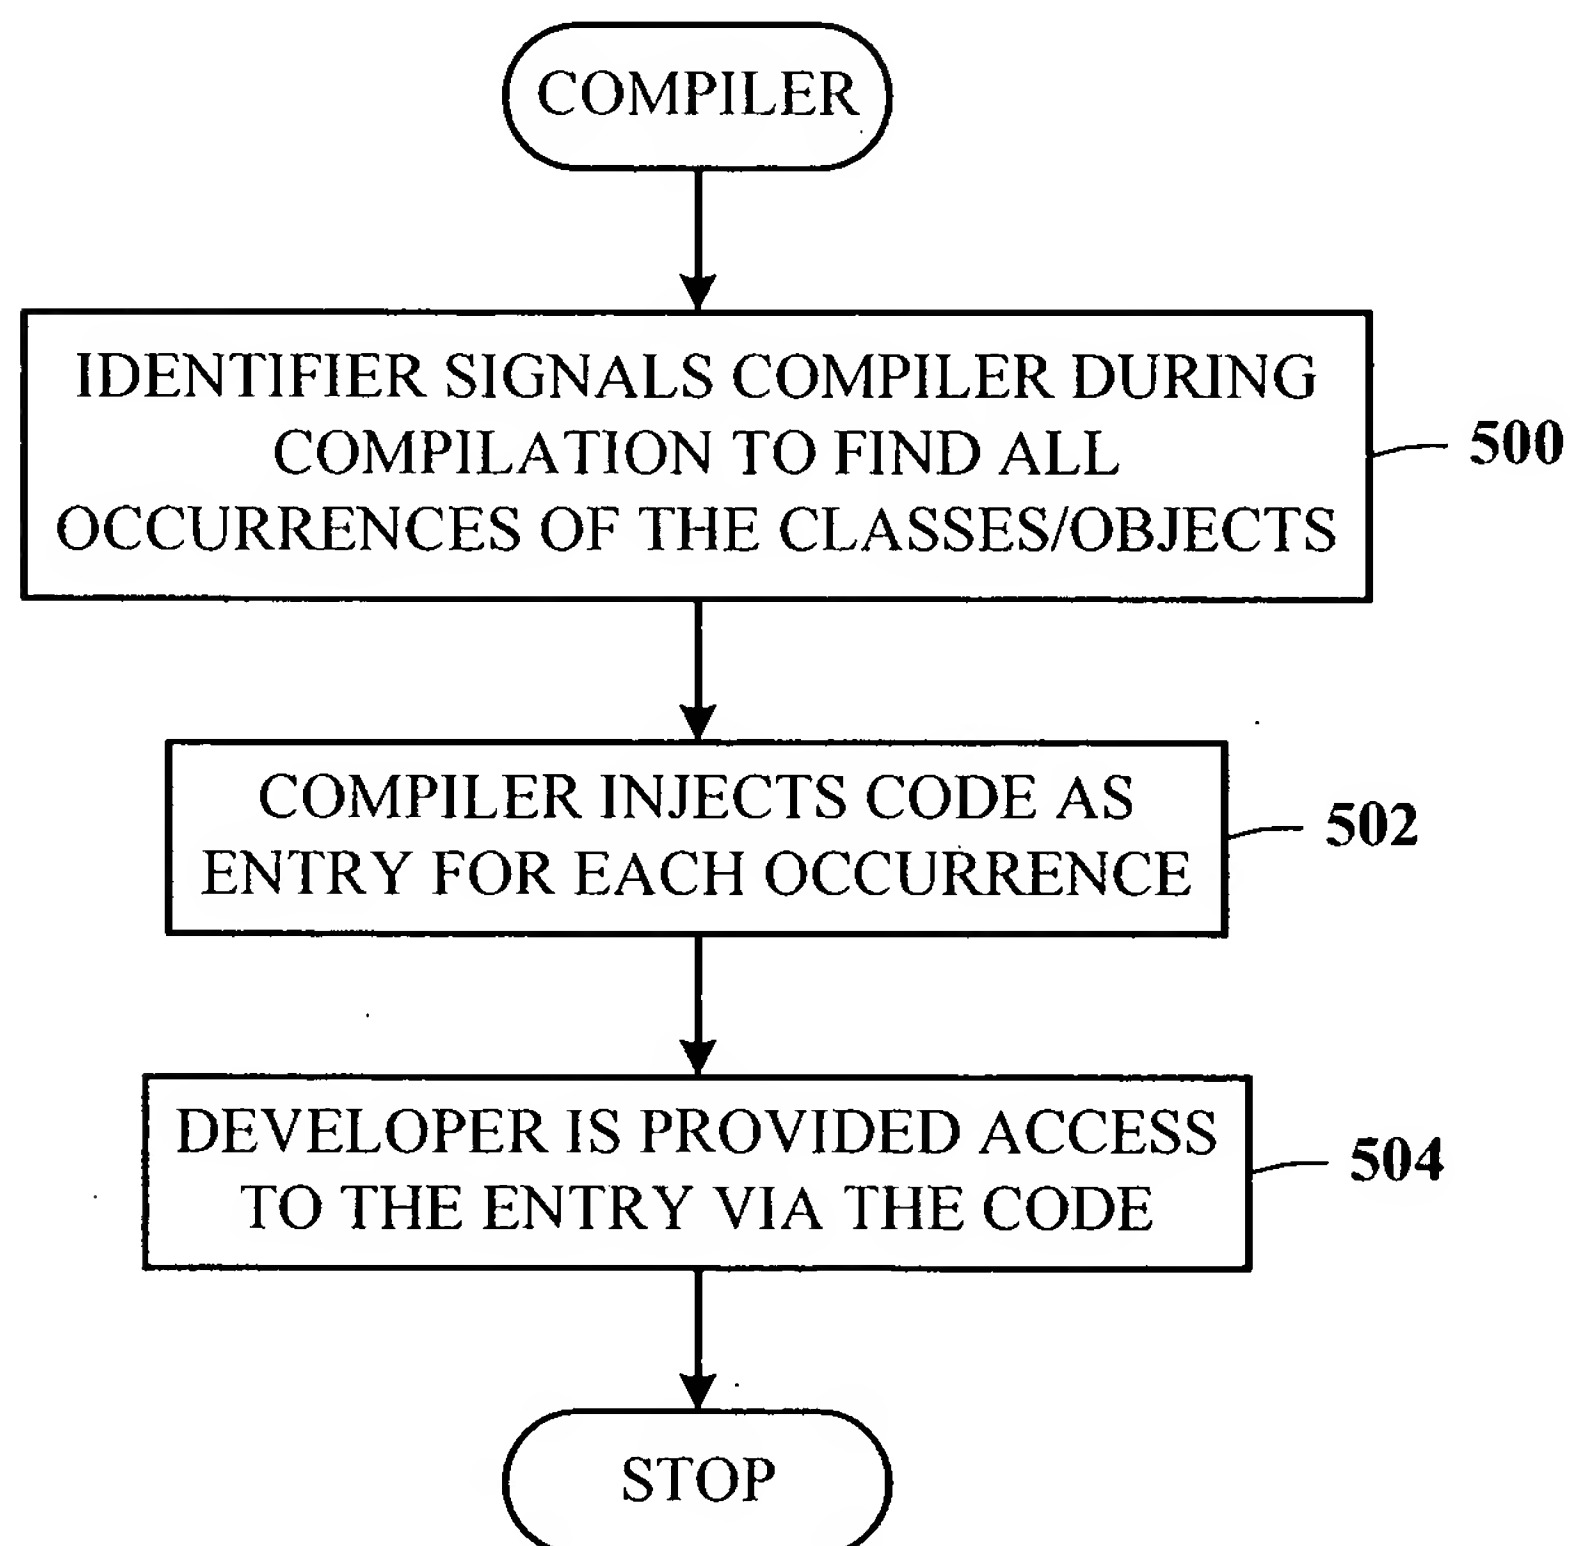 COMPILER
IDENTIFIER SIGNALS COMPILER DURING
COMPILATION TO FIND ALL
OCCURRENCES OF THE CLASSES/OBJECTS
500
COMPILER INJECTS CODE AS
ENTRY FOR EACH OCCURRENCE
502
DEVELOPER IS PROVIDED ACCESS
TO THE ENTRY VIA THE CODE
504
STOP